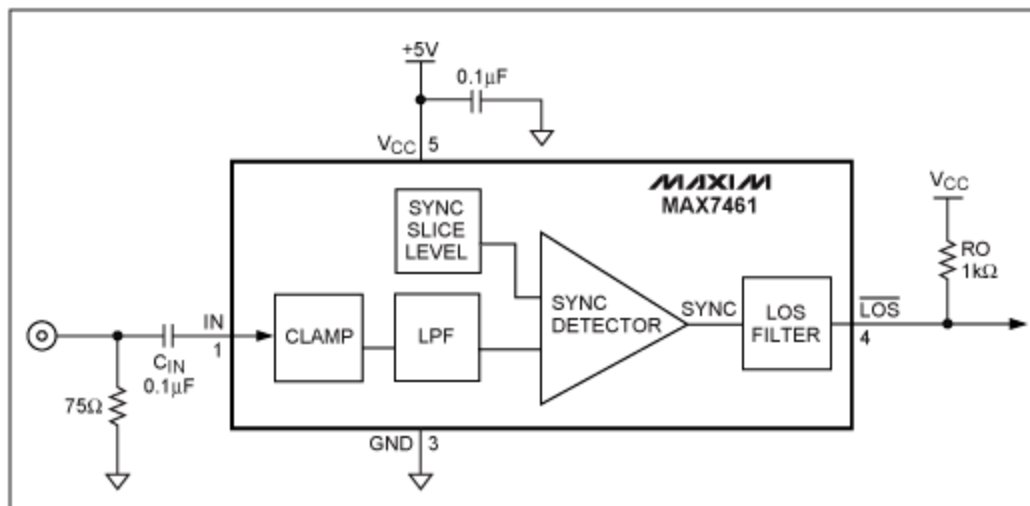 +5V
0.1µF
VCC 5
MAXIM
MAX7461
VCC
RO
1kΩ
SYNC
SLICE
LEVEL
IN
1
CIN
0.1µF
75Ω
CLAMP
LPF
SYNC
DETECTOR
SYNC
LOS
FILTER
LOS
4
GND 3